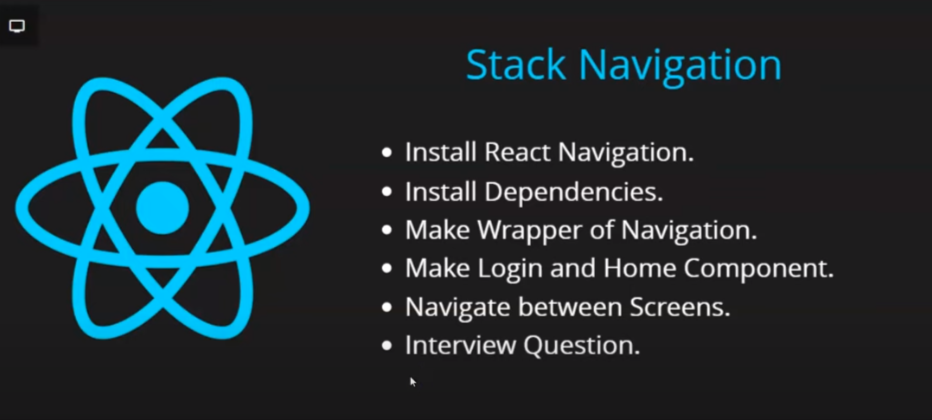 Stack Navigation
• Install React Navigation.
• Install Dependencies.
• Make Wrapper of Navigation.
• Make Login and Home Component.
• Navigate between Screens.
• Interview Question.